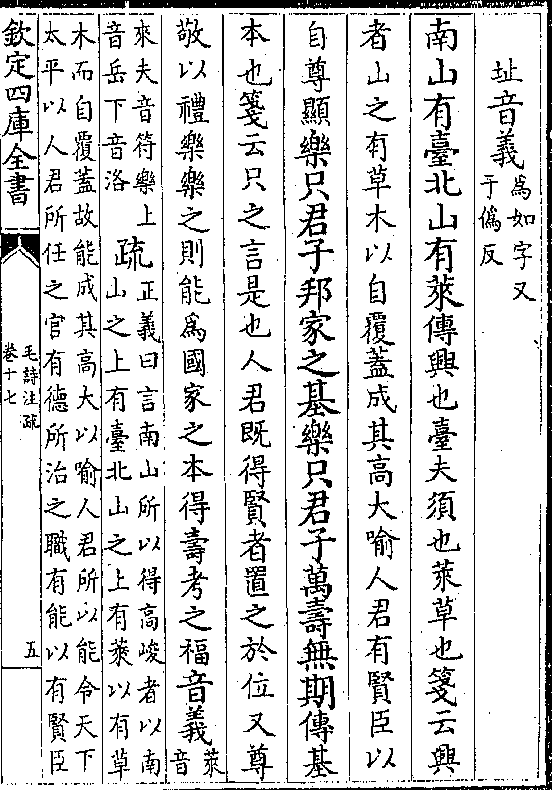 址音義爲如字又
于僞反
南山有臺北山有萊傳興也臺夫須也萊草也箋云興
者山之有草木以自覆蓋成其高大喻人君有賢臣以
自尊顯樂只君子邦家之基樂只君子萬壽無期傳基
本也箋云只之言是也人君既得賢者置之於位又尊
敬以禮樂樂之則能爲國家之本得壽考之福音義萊音
來夫音符樂上
音岳下音洛
疏正義曰言南山所以得高峻者以南
山之上有臺北山之上有萊以有草
木而自覆蓋故能成其高大以喻人君所以能令天下
太平以人君所任之官有德所治之職有能以有賢臣
欽定四庫全書
毛詩注疏
卷十七
五